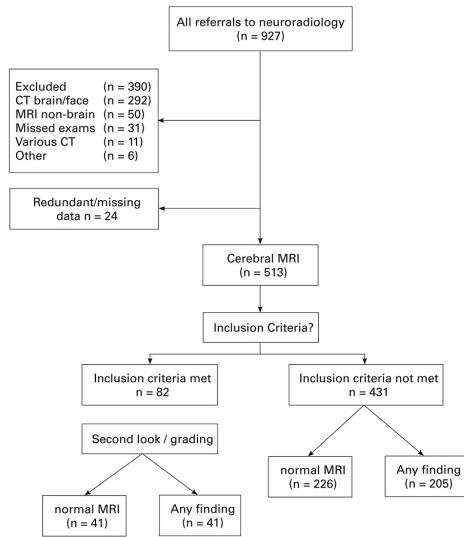 All referrals to neuroradiology
(n = 927)
Excluded (n = 390)
CT brain/face (n = 292)
MRI non-brain (n = 50)
Missed exams (n = 31)
Various CT (n = 11)
Other (n = 6)
Redundant/missing
data n = 24
Cerebral MRI
(n = 513)
Inclusion Criteria?
Inclusion criteria met
n = 82
Inclusion criteria not met
n = 431
Second look / grading
normal MRI
(n = 226)
Any finding
(n = 205)
normal MRI
(n = 41)
Any finding
(n = 41)